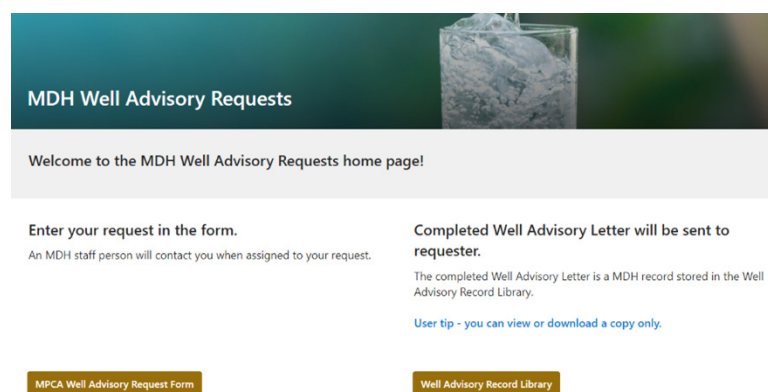 MDH Well Advisory Requests
Welcome to the MDH Well Advisory Requests home page!
Enter your request in the form.
An MDH staff person will contact you when assigned to your request.
MPCA Well Advisory Request Form
Completed Well Advisory Letter will be sent to
requester.
The completed Well Advisory Letter is a MDH record stored in the Well
Advisory Record Library.
User tip - you can view or download a copy only.
Well Advisory Record Library